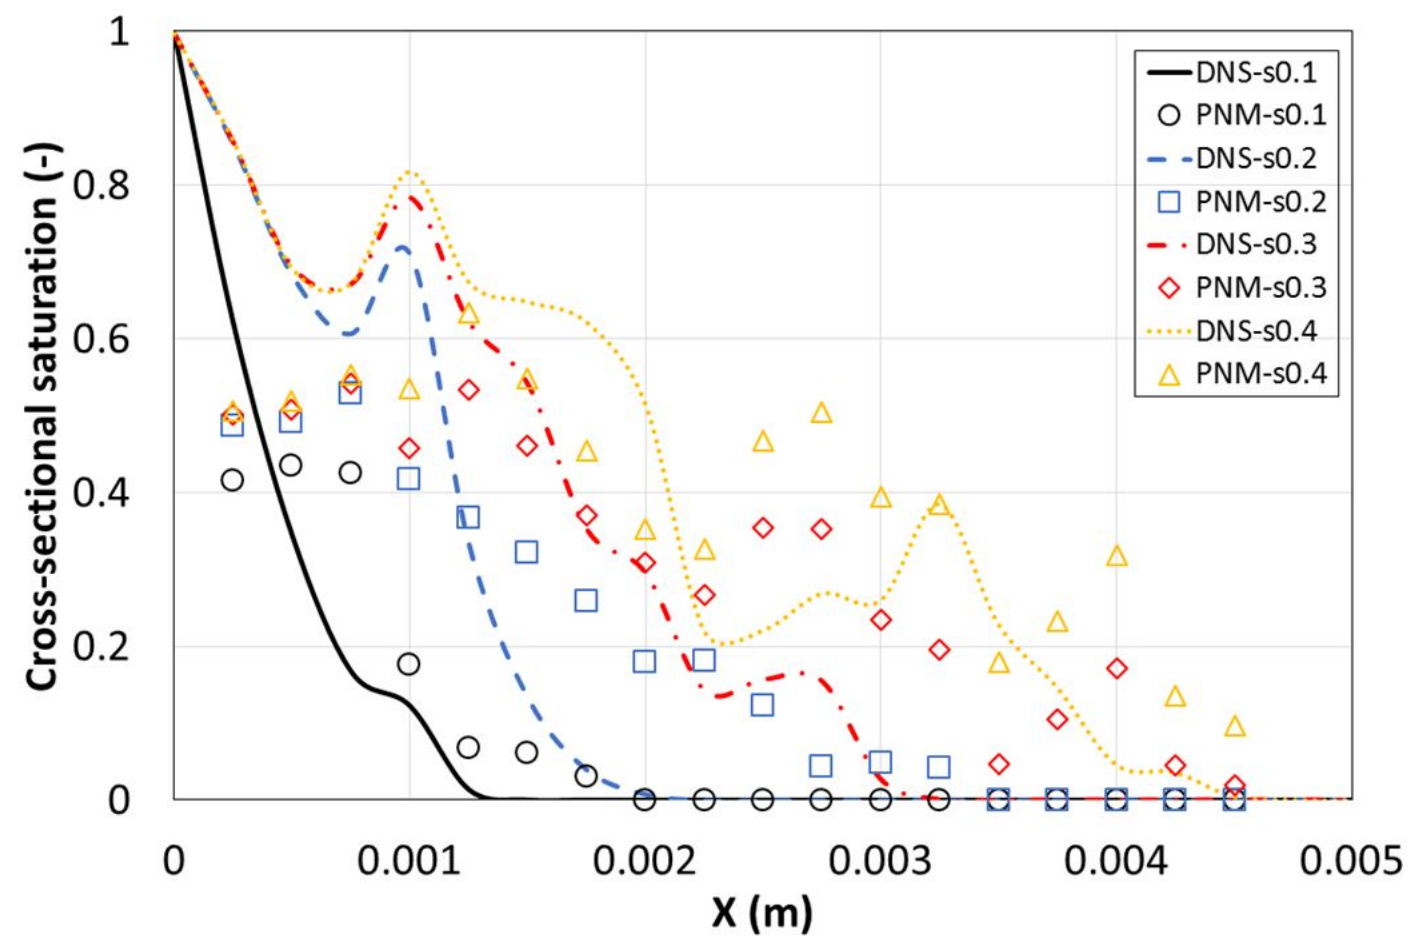 Cross-sectional saturation (-)
1
0.8
0.6
0.4
0.2
0
DNS-s0.1
PNM-s0.1
DNS-s0.2
PNM-s0.2
DNS-s0.3
PNM-s0.3
DNS-s0.4
PNM-s0.4
0 0.001 0.002 0.003 0.004 0.005
X (m)